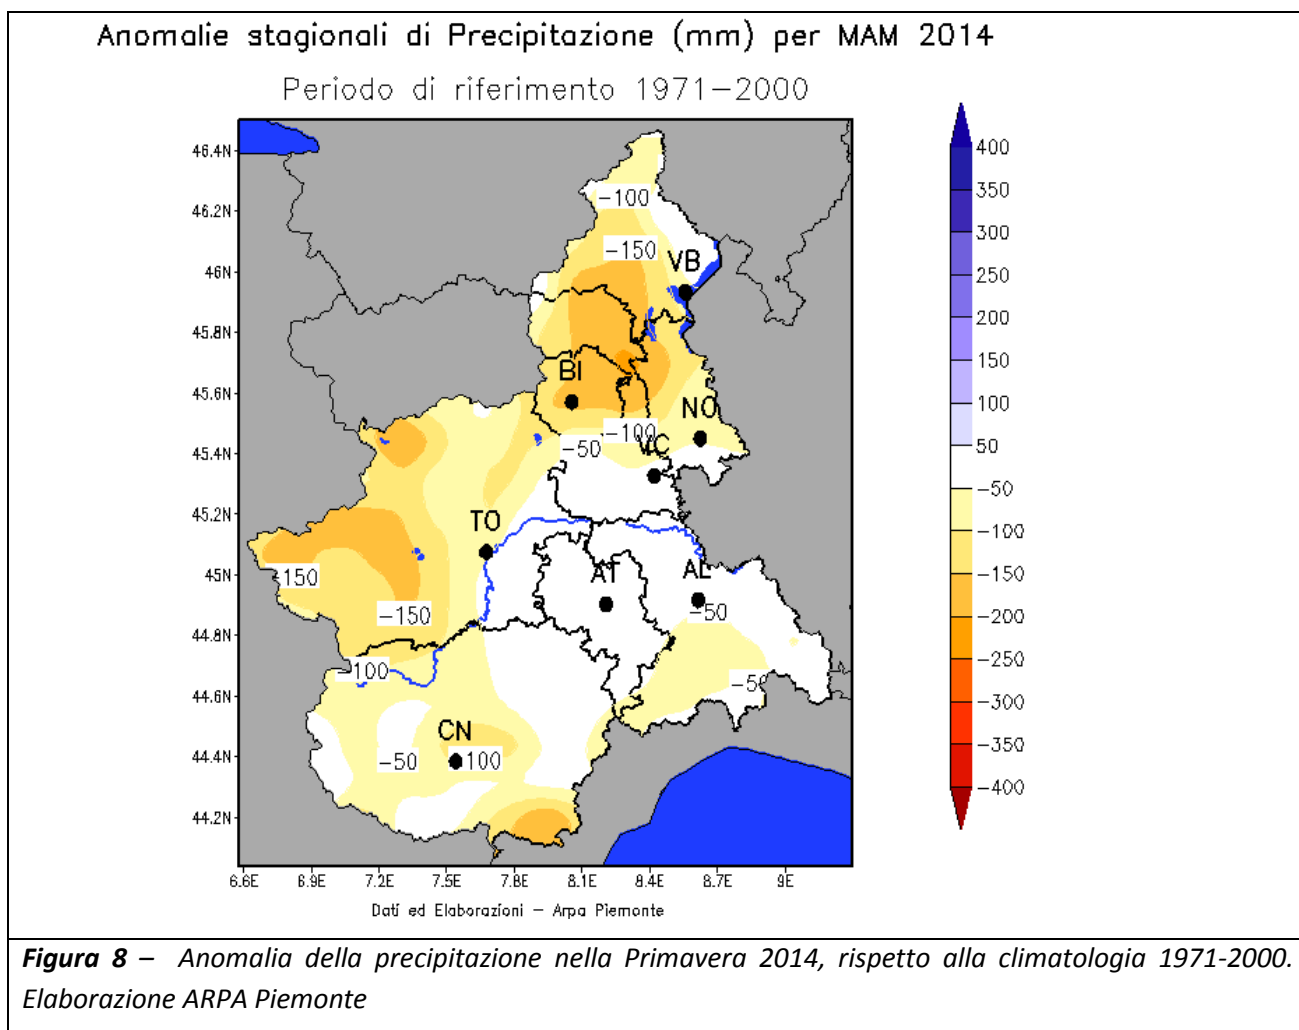 Anomalie stagionali di Precipitazione (mm) per MAM 2014
Periodo di riferimento 1971-2000
46.4N
46.2N
46N
45.8N
45.6N
45.4N
45.2N
45N
44.8N
44.6N
44.4N
44.2N
6.6E 6.9E 7.2E 7.5E 7.8E 8.1E 8.4E 8.7E 9E
-100
-150
VB
BI
NO
-100
-50
VC
TO
150
-150
AT
AL
-50
-100
-50
CN
-50
100
400
350
300
250
200
150
100
50
-50
-100
-150
-200
-250
-300
-350
-400
Dati ed Elaborazioni - Arpa Piemonte
Figura 8 – Anomalia della precipitazione nella Primavera 2014, rispetto alla climatologia 1971-2000.
Elaborazione ARPA Piemonte